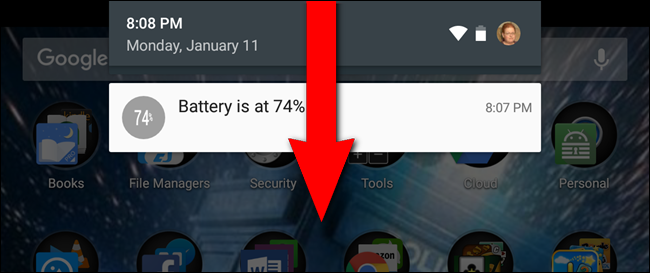 8:08 PM
Monday, January 11
Google
74%
Battery is at 74%
8:07 PM
Books
File Managers
Security
Tools
Cloud
Personal
amazon